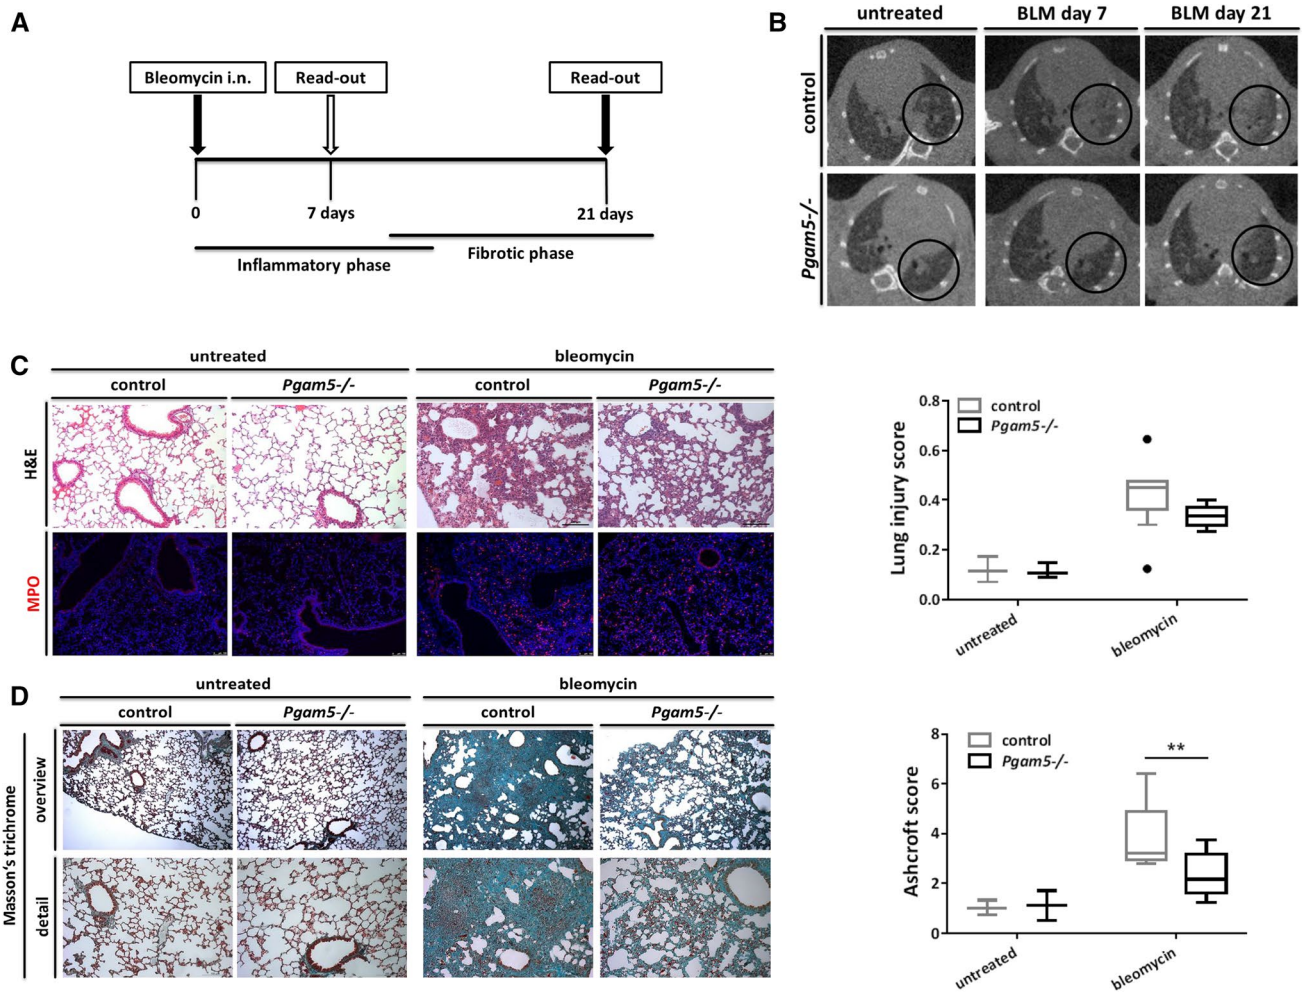 A
Bleomycin i.n.
Read-out
Read-out
0
7 days
21 days
Inflammatory phase
Fibrotic phase
B
untreated
BLM day 7
BLM day 21
control
Pgam5-/-
C
untreated
bleomycin
control
Pgam5-/-
control
Pgam5-/-
H&E
MPO
Lung injury score
0.8
0.6
0.4
0.2
0.0
control
Pgam5-/-
untreated
bleomycin
D
untreated
bleomycin
control
Pgam5-/-
control
Pgam5-/-
Masson's trichrome
overview
detail
Ashcroft score
8
6
4
2
0
control
Pgam5-/-
**
untreated
bleomycin